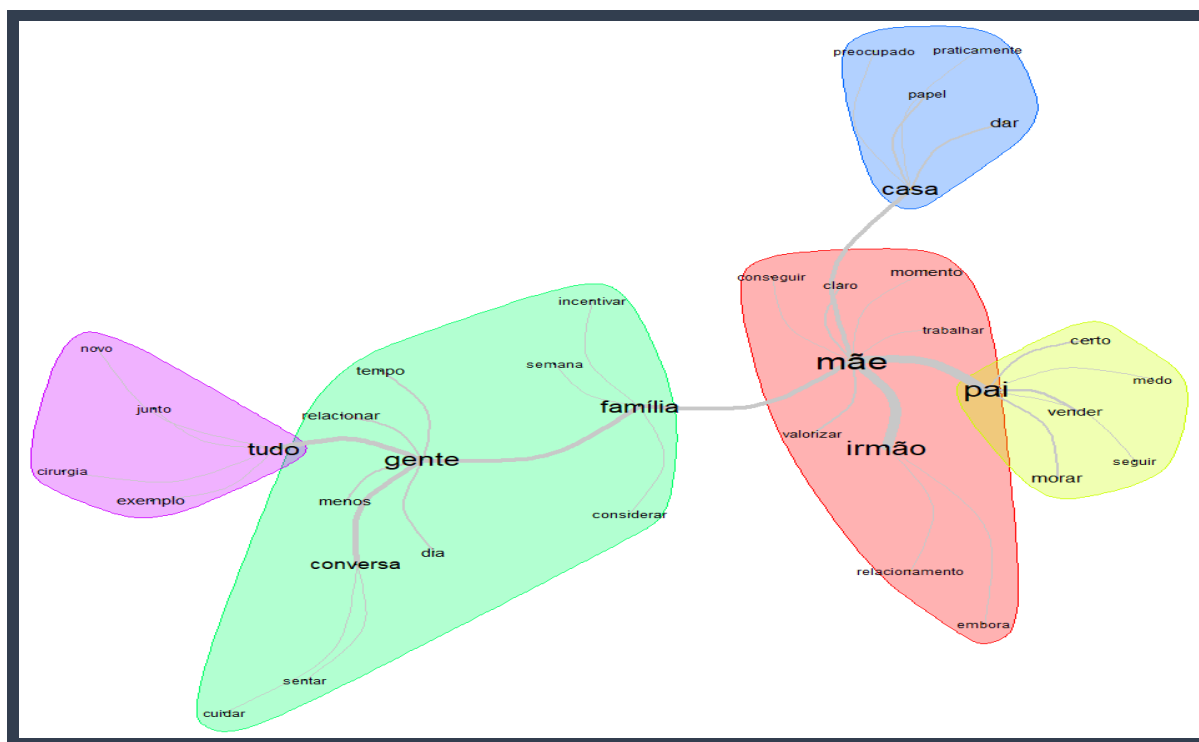 preocupado
praticamente
papel
dar
casa
conseguir
momento
claro
trabalhar
mãe
pai
certo
medo
vender
seguir
morar
valorizar
irmão
relacionamento
embora
incentivar
semana
família
considerar
tempo
relacionar
gente
menos
dia
conversa
sentar
cuidar
novo
junto
tudo
cirurgia
exemplo